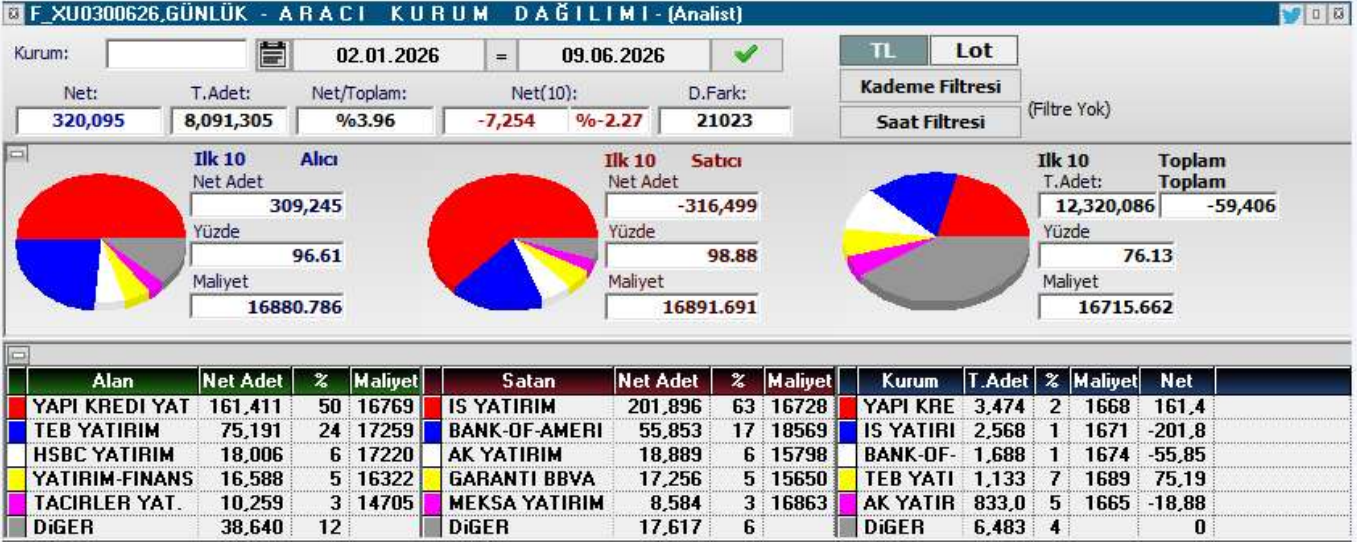 F_XU0300626,GÜNLÜK - ARACI KURUM DAĞILIMI - (Analist)
Kurum: 02.01.2026 = 09.06.2026 TL Lot
Kademe Filtresi
Net: T.Adet: Net/Toplam: Net(10): D.Fark:
320,095 8,091,305 %3.96 -7,254 %-2.27 21023 Saat Filtresi (Filtre Yok)
Ilk 10 Alıcı Ilk 10 Satıcı Ilk 10 Toplam
Net Adet Net Adet T.Adet: Toplam
309,245 -316,499 12,320,086 -59,406
Yüzde Yüzde Yüzde
96.61 98.88 76.13
Maliyet Maliyet Maliyet
16880.786 16891.691 16715.662
Alan Net Adet % Maliyet Satan Net Adet % Maliyet Kurum T.Adet % Maliyet Net
YAPI KREDI YAT 161,411 50 16769 IS YATIRIM 201,896 63 16728 YAPI KRE 3,474 2 1668 161,4
TEB YATIRIM 75,191 24 17259 BANK-OF-AMERI 55,853 17 18569 IS YATIRI 2,568 1 1671 -201,8
HSBC YATIRIM 18,006 6 17220 AK YATIRIM 18,889 6 15798 BANK-OF- 1,688 1 1674 -55,85
YATIRIM-FINANS 16,588 5 16322 GARANTI BBVA 17,256 5 15650 TEB YATI 1,133 7 1689 75,19
TACIRLER YAT. 10,259 3 14705 MEKSA YATIRIM 8,584 3 16863 AK YATIR 833,0 5 1665 -18,88
DiGER 38,640 12 DiGER 17,617 6 DiGER 6,483 4 0